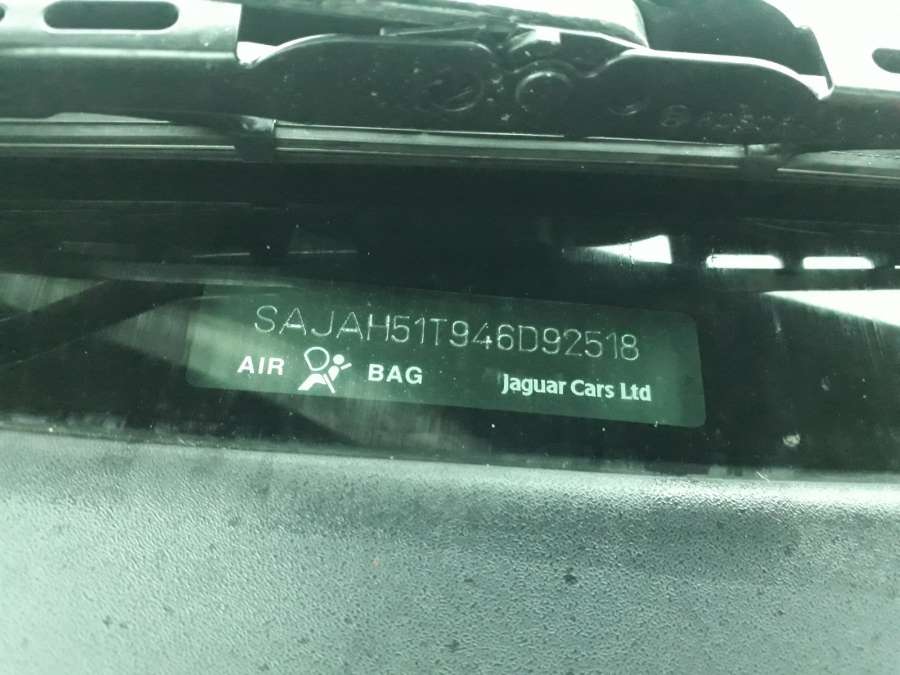 SAJAH51T946D92518
AIR BAG Jaguar Cars Ltd